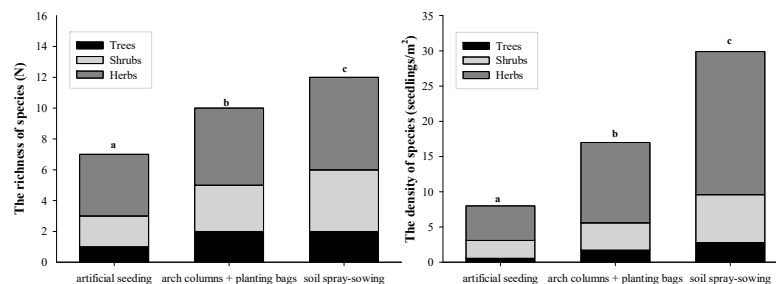 The richness of species (N)
16
14
12
10
8
6
4
2
0
Trees
Shrubs
Herbs
a
b
c
artificial seeding
arch columns + planting bags
soil spray-sowing
The density of species (seedlings/m²)
35
30
25
20
15
10
5
0
Trees
Shrubs
Herbs
a
b
c
artificial seeding
arch columns + planting bags
soil spray-sowing